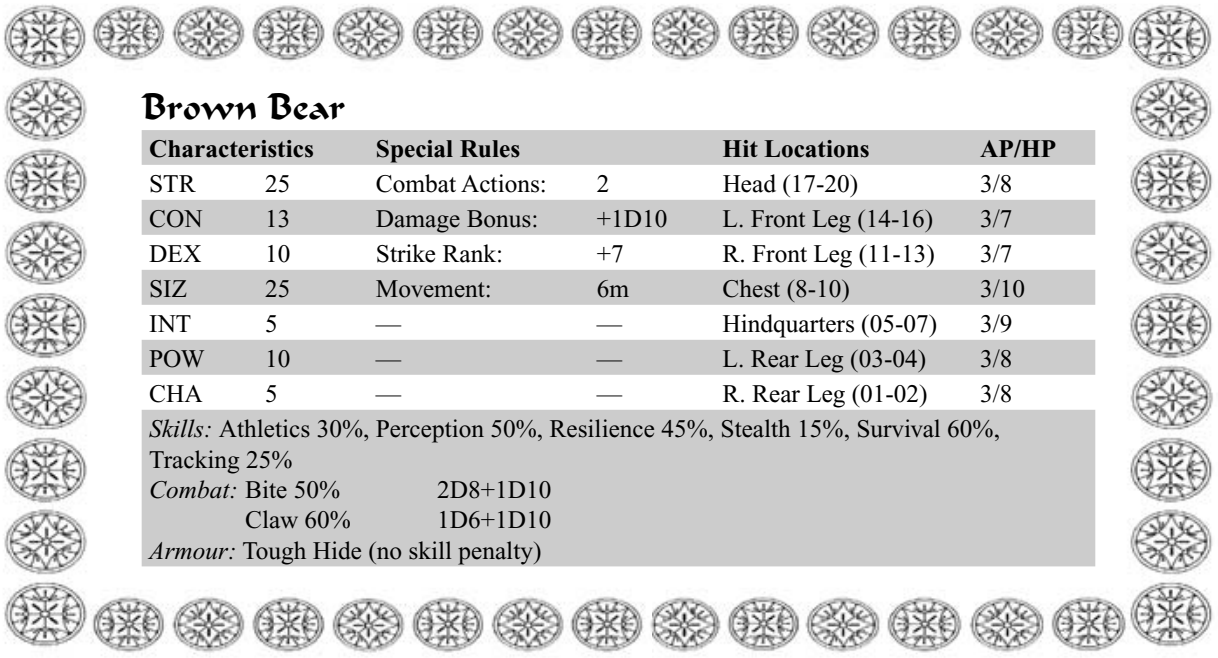 Brown Bear
Characteristics Special Rules Hit Locations AP/HP
STR 25 Combat Actions: 2 Head (17-20) 3/8
CON 13 Damage Bonus: +1D10 L. Front Leg (14-16) 3/7
DEX 10 Strike Rank: +7 R. Front Leg (11-13) 3/7
SIZ 25 Movement: 6m Chest (8-10) 3/10
INT 5 — — Hindquarters (05-07) 3/9
POW 10 — — L. Rear Leg (03-04) 3/8
CHA 5 — — R. Rear Leg (01-02) 3/8
Skills: Athletics 30%, Perception 50%, Resilience 45%, Stealth 15%, Survival 60%,
Tracking 25%
Combat: Bite 50% 2D8+1D10
Claw 60% 1D6+1D10
Armour: Tough Hide (no skill penalty)